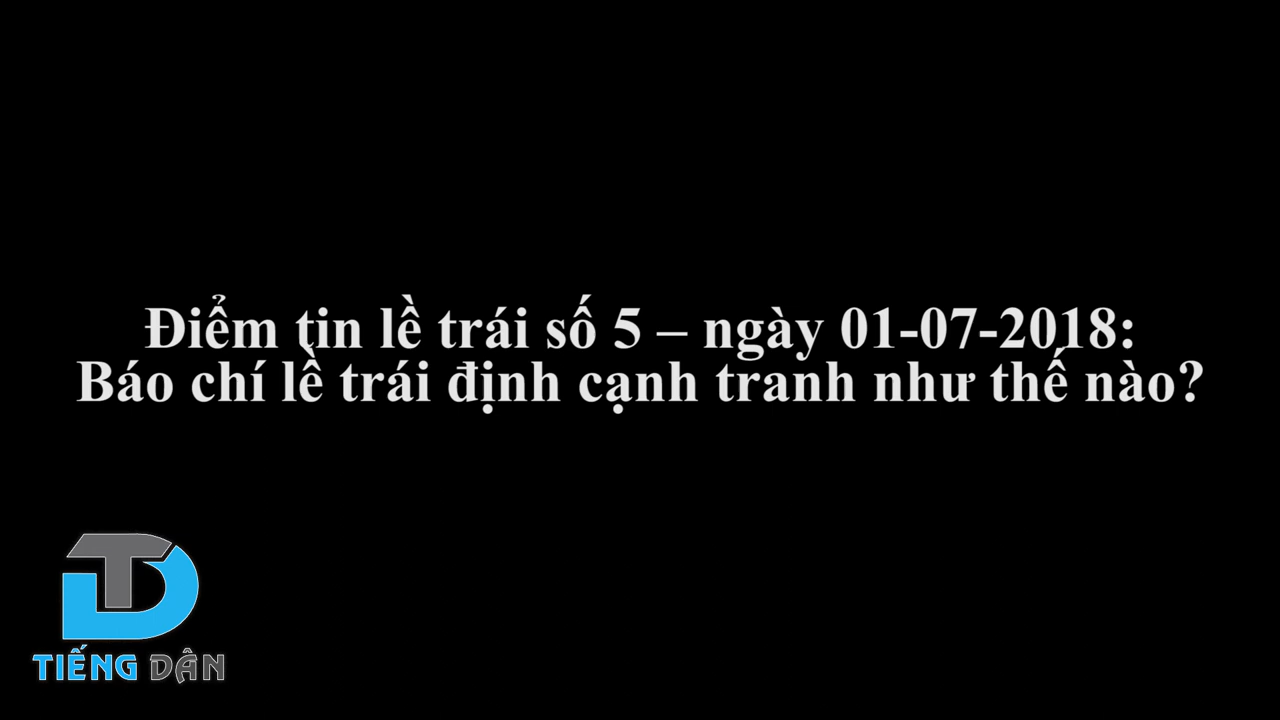 Điểm tin lề trái số 5 – ngày 01-07-2018:
Báo chí lề trái định cạnh tranh như thế nào?
TD
TIẾNG DÂN